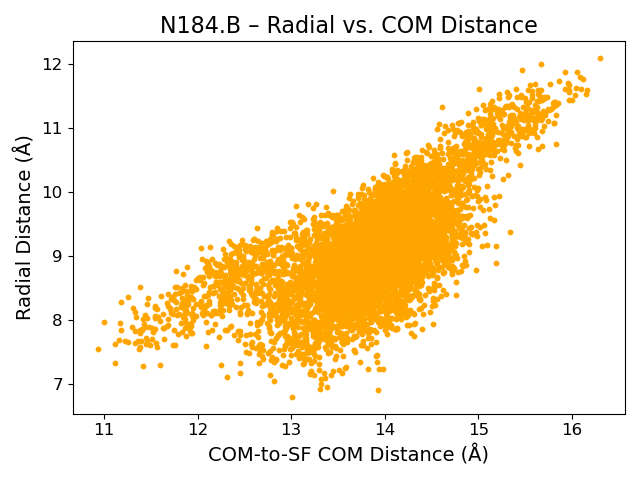 N184.B – Radial vs. COM Distance
Radial Distance (Å)
12
11
10
9
8
7
11 12 13 14 15 16
COM-to-SF COM Distance (Å)